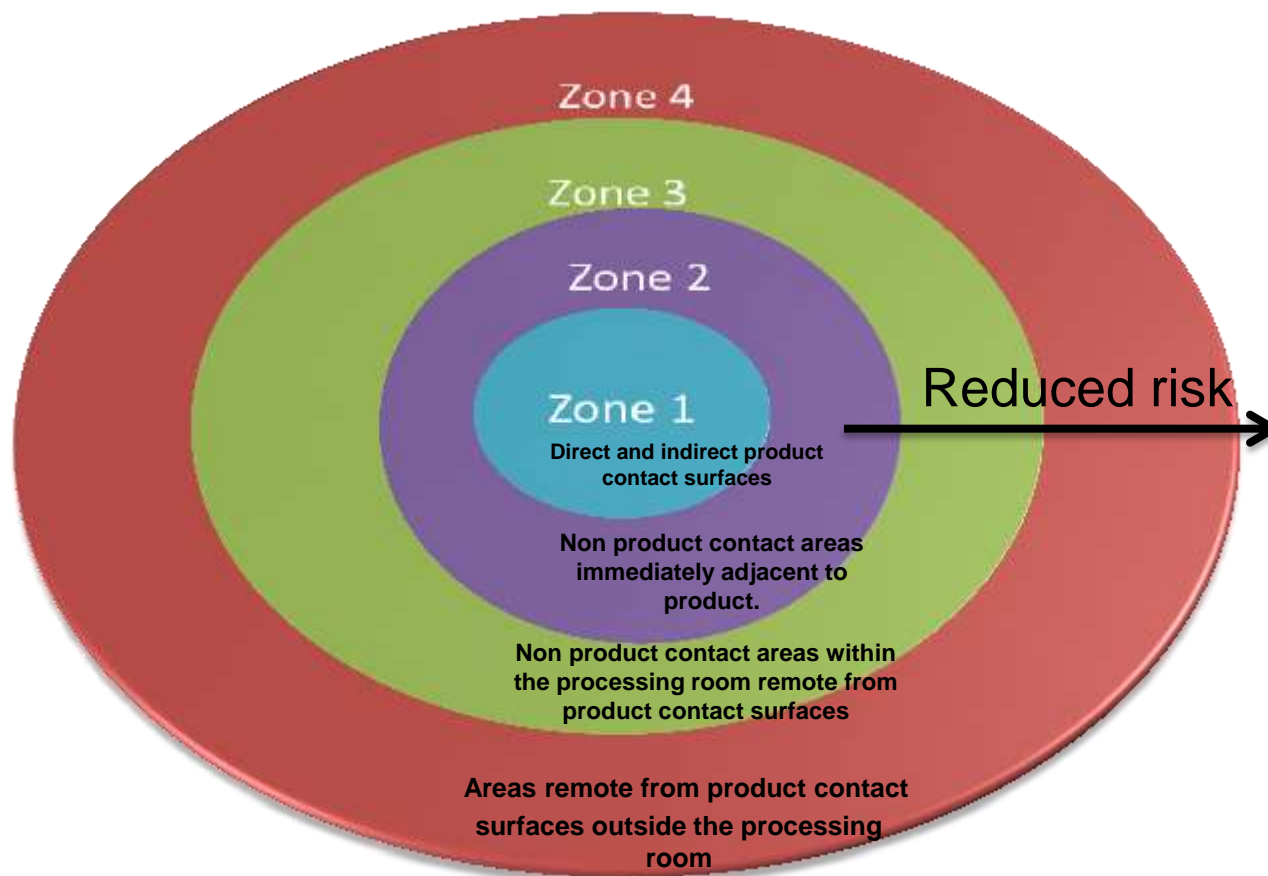 Zone 4
Zone 3
Zone 2
Zone 1
Reduced risk
Direct and indirect product
contact surfaces
Non product contact areas
immediately adjacent to
product.
Non product contact areas within
the processing room remote from
product contact surfaces
Areas remote from product contact
surfaces outside the processing
room